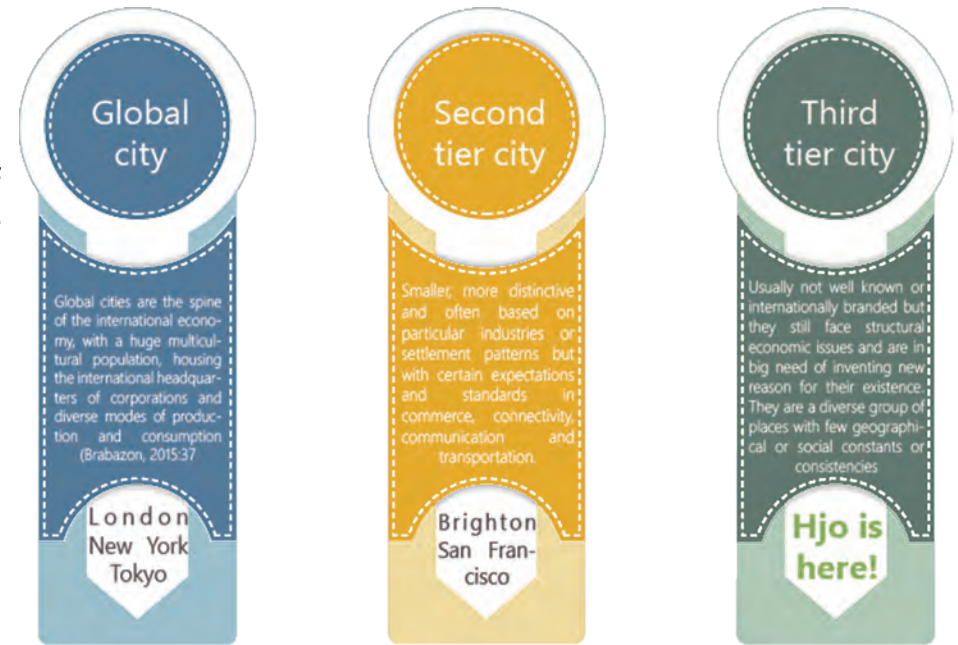 Global
city
Global cities are the spine
of the international econo-
my, with a huge multicul-
tural population, housing
the international headquar-
ters of corporations and
diverse modes of produc-
tion and consumption
(Brabazon, 2015:37
London
New York
Tokyo
Second
tier city
Smaller, more distinctive
and often based on
particular industries or
settlement patterns but
with certain expectations
and standards in
commerce, connectivity,
communication and
transportation.
Brighton
San Fran-
cisco
Third
tier city
Usually not well known or
internationally branded but
they still face structural
economic issues and are in
big need of inventing new
reason for their existence.
They are a diverse group of
places with few geographi-
cal or social constants or
consistencies
Hjo is
here!